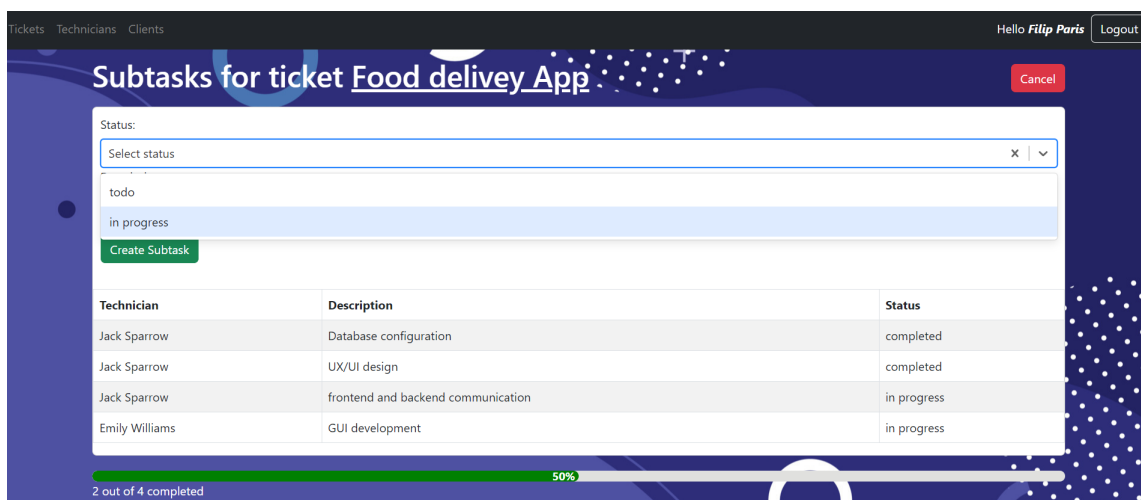 Tickets Technicians Clients Hello Filip Paris Logout
Subtasks for ticket Food delivey App Cancel
Status:
Select status
todo
in progress
Create Subtask
Technician Description Status
Jack Sparrow Database configuration completed
Jack Sparrow UX/UI design completed
Jack Sparrow frontend and backend communication in progress
Emily Williams GUI development in progress
50%
2 out of 4 completed